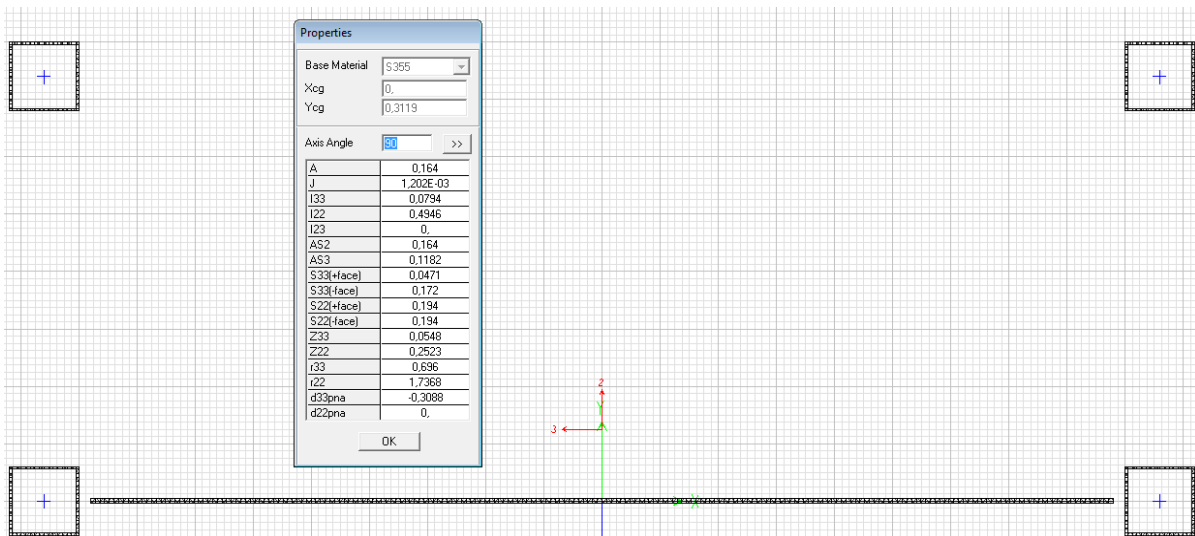 Properties
Base Material S355
Xcg 0,
Ycg 0,3119
Axis Angle 90 >>
A 0,164
J 1,202E-03
I33 0,0794
I22 0,4946
I23 0,
AS2 0,164
AS3 0,1182
S33(+face) 0,0471
S33(-face) 0,172
S22(+face) 0,194
S22(-face) 0,194
Z33 0,0548
Z22 0,2523
r33 0,696
r22 1,7368
d33pna -0,3088
d22pna 0,
OK
2
Y
3
X